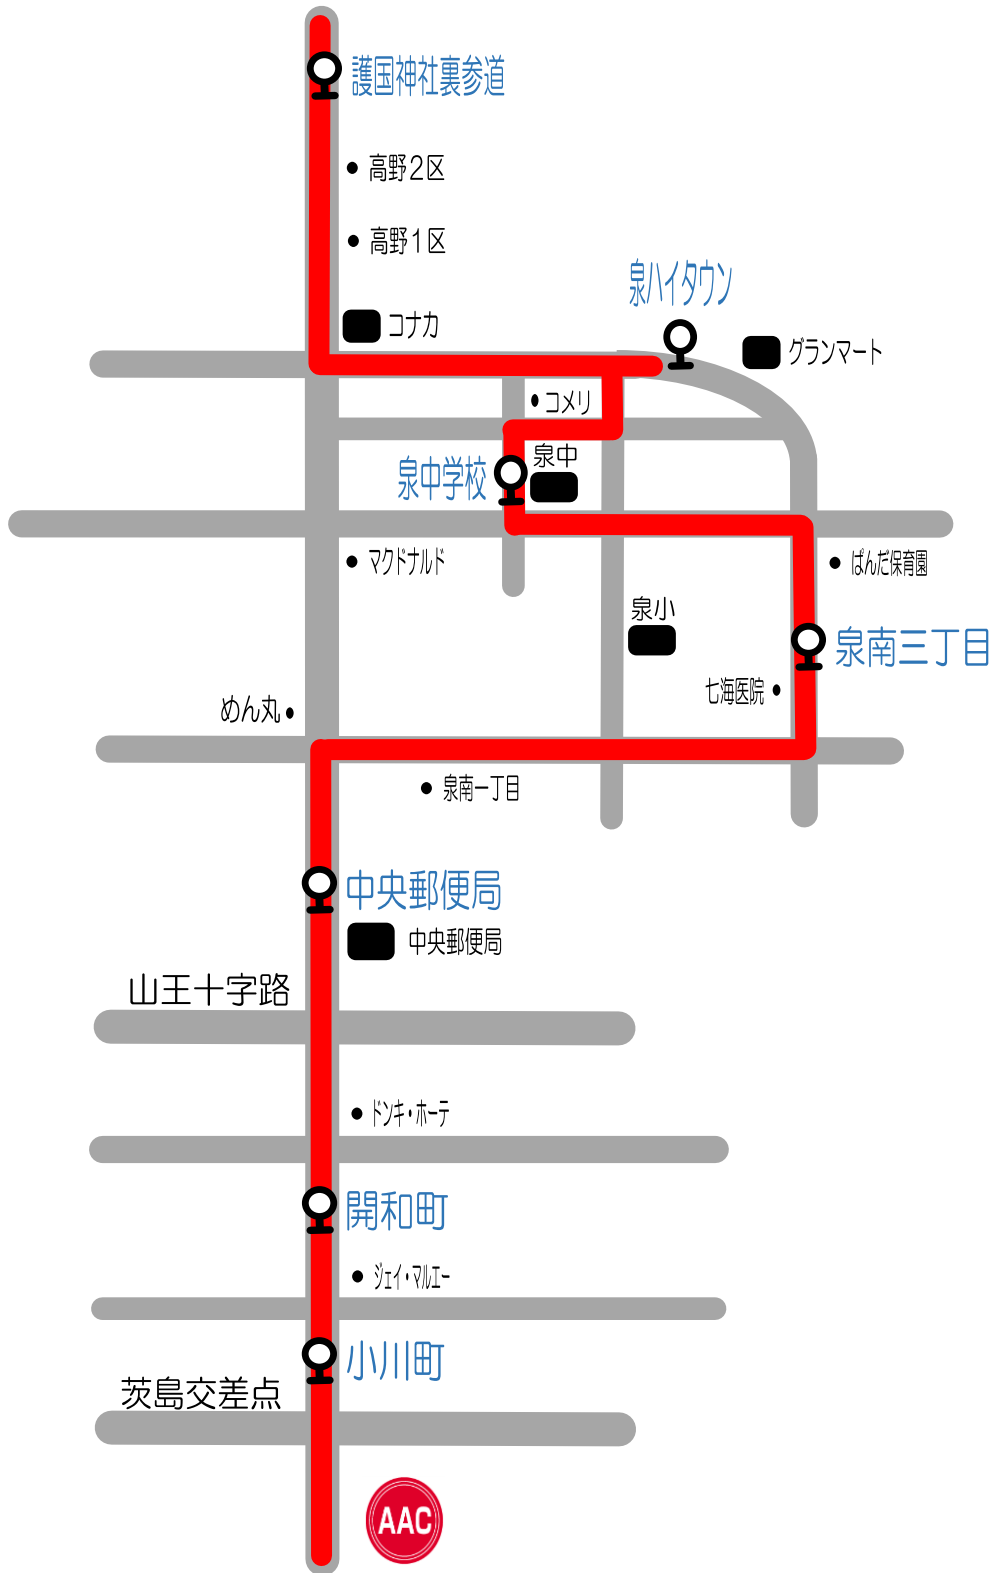 護国神社裏参道
高野２区
高野１区
泉ハイタウン
コナカ
グランマート
コメリ
泉中
泉中学校
マクドナルド
ぱんだ保育園
泉小
泉南三丁目
七海医院
めん丸
泉南一丁目
中央郵便局
中央郵便局
山王十字路
ドンキ・ホーテ
開和町
ジェイ・マルエー
小川町
茨島交差点
AAC